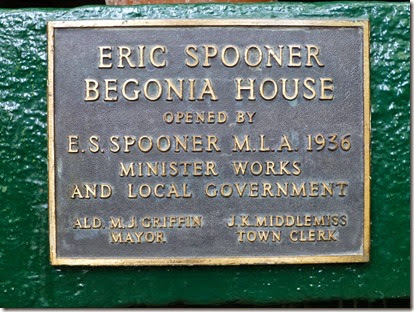 ERIC SPOONER
BEGONIA HOUSE
OPENED BY
E. S. SPOONER M.L.A. 1936
MINISTER WORKS
AND LOCAL GOVERNMENT
ALD. M. J. GRIFFIN J. K. MIDDLEMISS
MAYOR TOWN CLERK